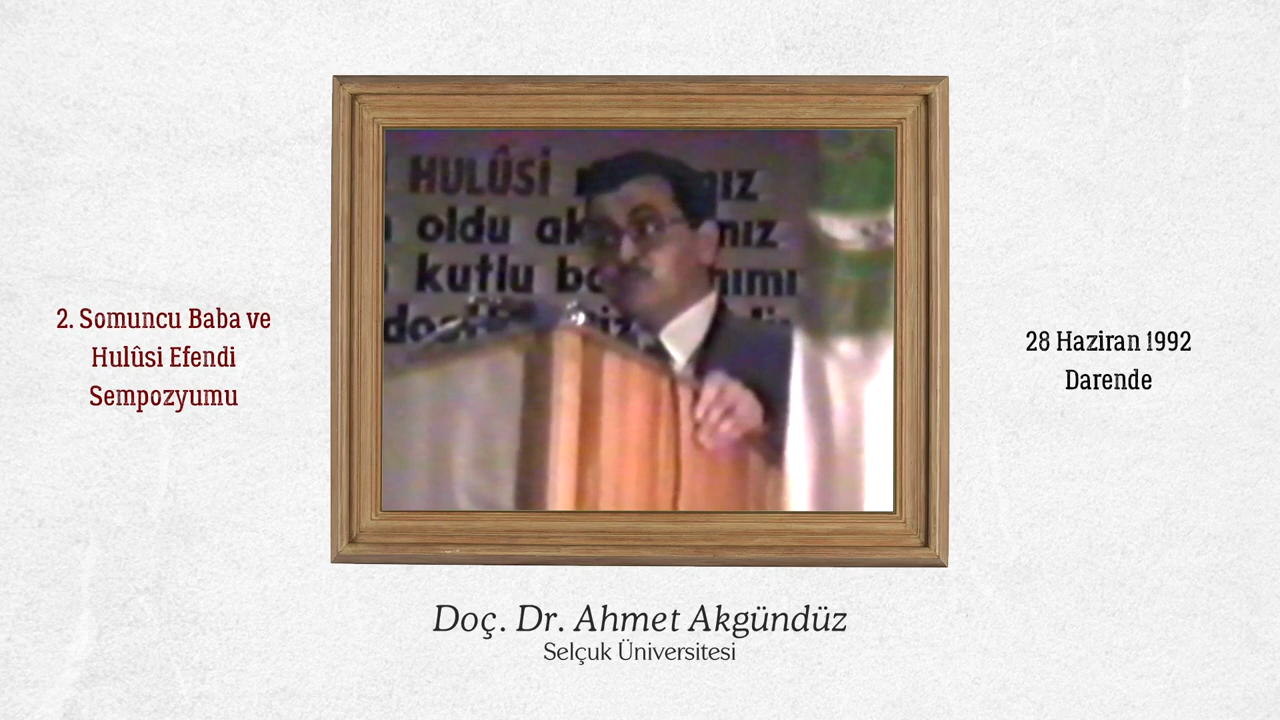 HULÛSİ
oldu
kutlu
2. Somuncu Baba ve
Hulûsi Efendi
Sempozyumu
28 Haziran 1992
Darende
Doç. Dr. Ahmet Akgündüz
Selçuk Üniversitesi